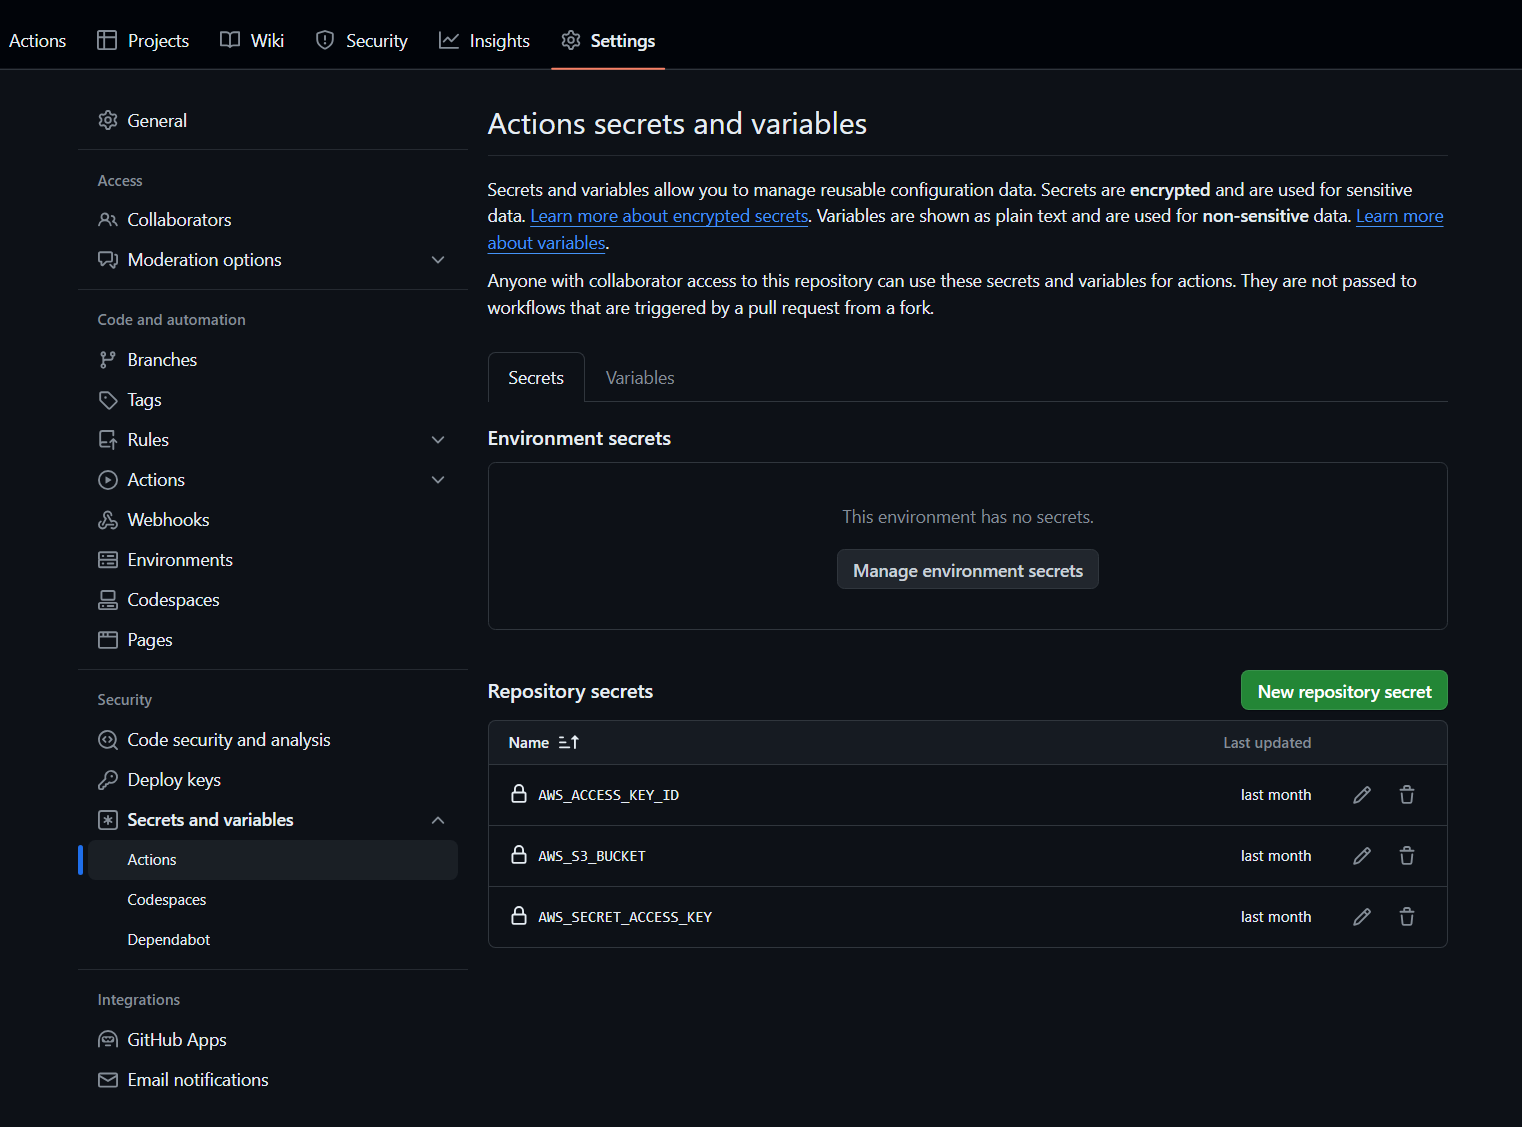 Actions Projects Wiki Security Insights Settings
General
Access
Collaborators
Moderation options
Code and automation
Branches
Tags
Rules
Actions
Webhooks
Environments
Codespaces
Pages
Security
Code security and analysis
Deploy keys
Secrets and variables
Actions
Codespaces
Dependabot
Integrations
GitHub Apps
Email notifications
Actions secrets and variables
Secrets and variables allow you to manage reusable configuration data. Secrets are encrypted and are used for sensitive
data. Learn more about encrypted secrets. Variables are shown as plain text and are used for non-sensitive data. Learn more
about variables.
Anyone with collaborator access to this repository can use these secrets and variables for actions. They are not passed to
workflows that are triggered by a pull request from a fork.
Secrets Variables
Environment secrets
This environment has no secrets.
Manage environment secrets
Repository secrets New repository secret
Name Last updated
AWS_ACCESS_KEY_ID last month
AWS_S3_BUCKET last month
AWS_SECRET_ACCESS_KEY last month